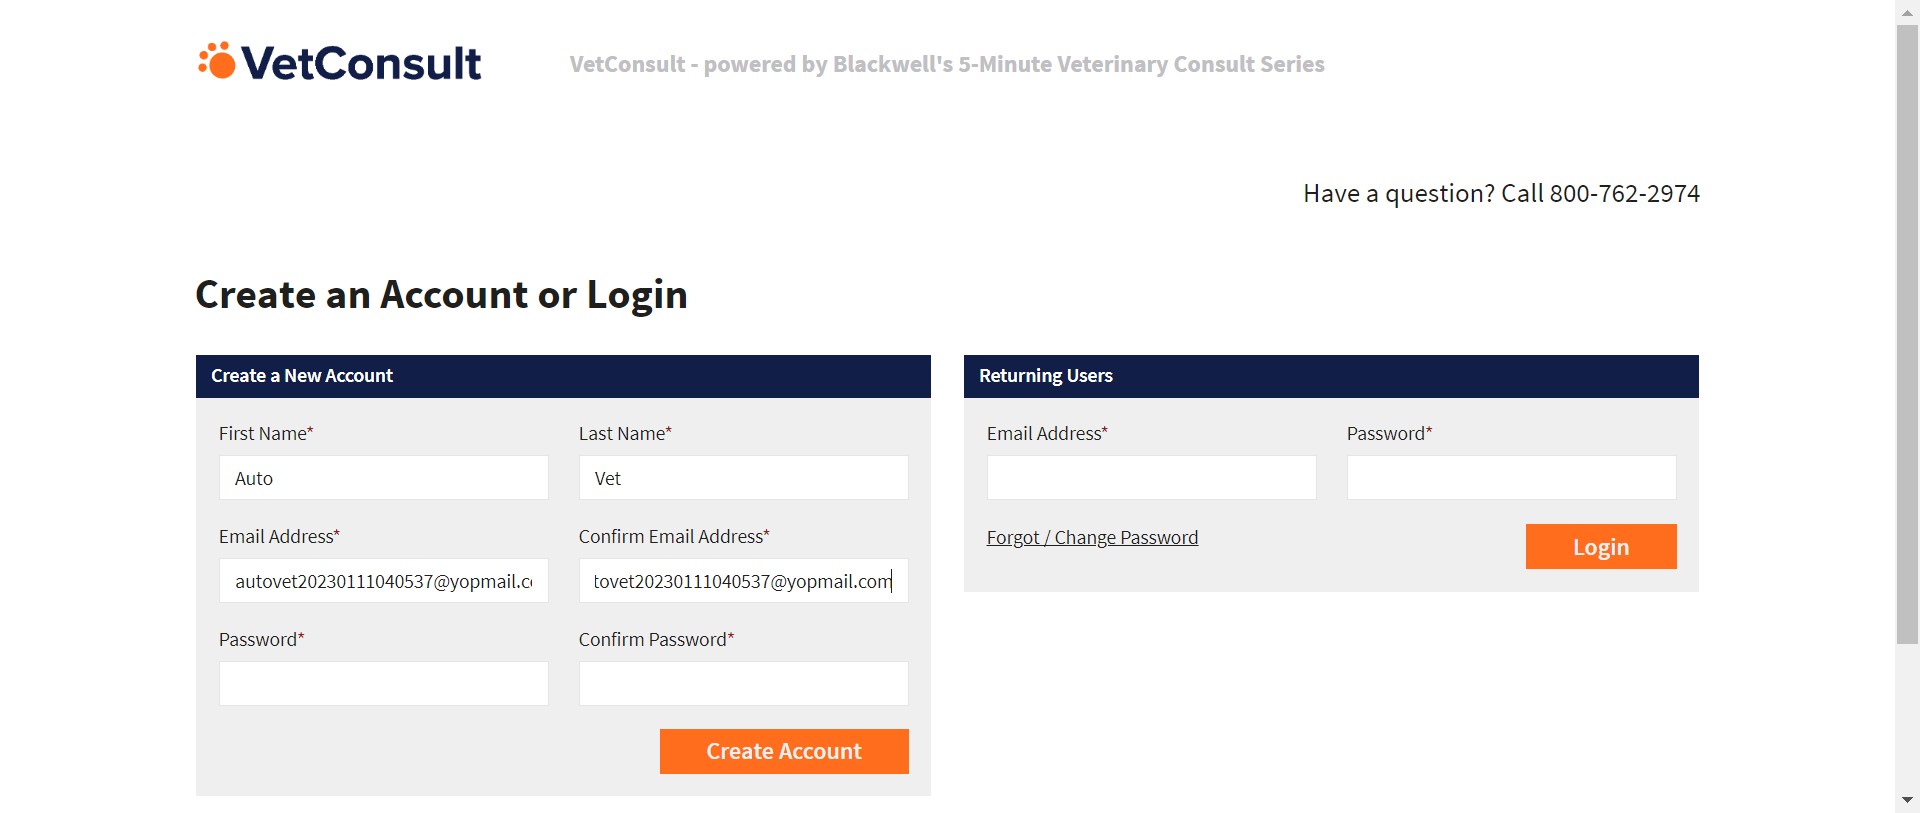 VetConsult
VetConsult - powered by Blackwell's 5-Minute Veterinary Consult Series
Have a question? Call 800-762-2974
Create an Account or Login
Create a New Account
First Name*
Last Name*
Auto
Vet
Email Address*
Confirm Email Address*
autovet20230111040537@yopmail.c
tovet20230111040537@yopmail.com
Password*
Confirm Password*
Create Account
Returning Users
Email Address*
Password*
Forgot / Change Password
Login